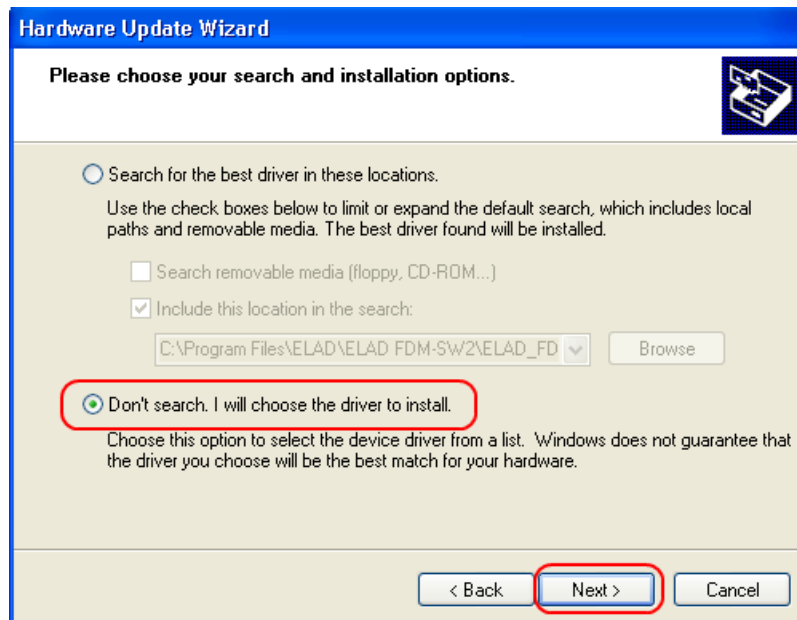 Hardware Update Wizard
Please choose your search and installation options.
Search for the best driver in these locations.
Use the check boxes below to limit or expand the default search, which includes local
paths and removable media. The best driver found will be installed.
Search removable media (floppy, CD-ROM...)
Include this location in the search:
C:\Program Files\ELAD\ELAD FDM-SW2\ELAD_FD
Browse
Don't search. I will choose the driver to install.
Choose this option to select the device driver from a list. Windows does not guarantee that
the driver you choose will be the best match for your hardware.
< Back
Next >
Cancel